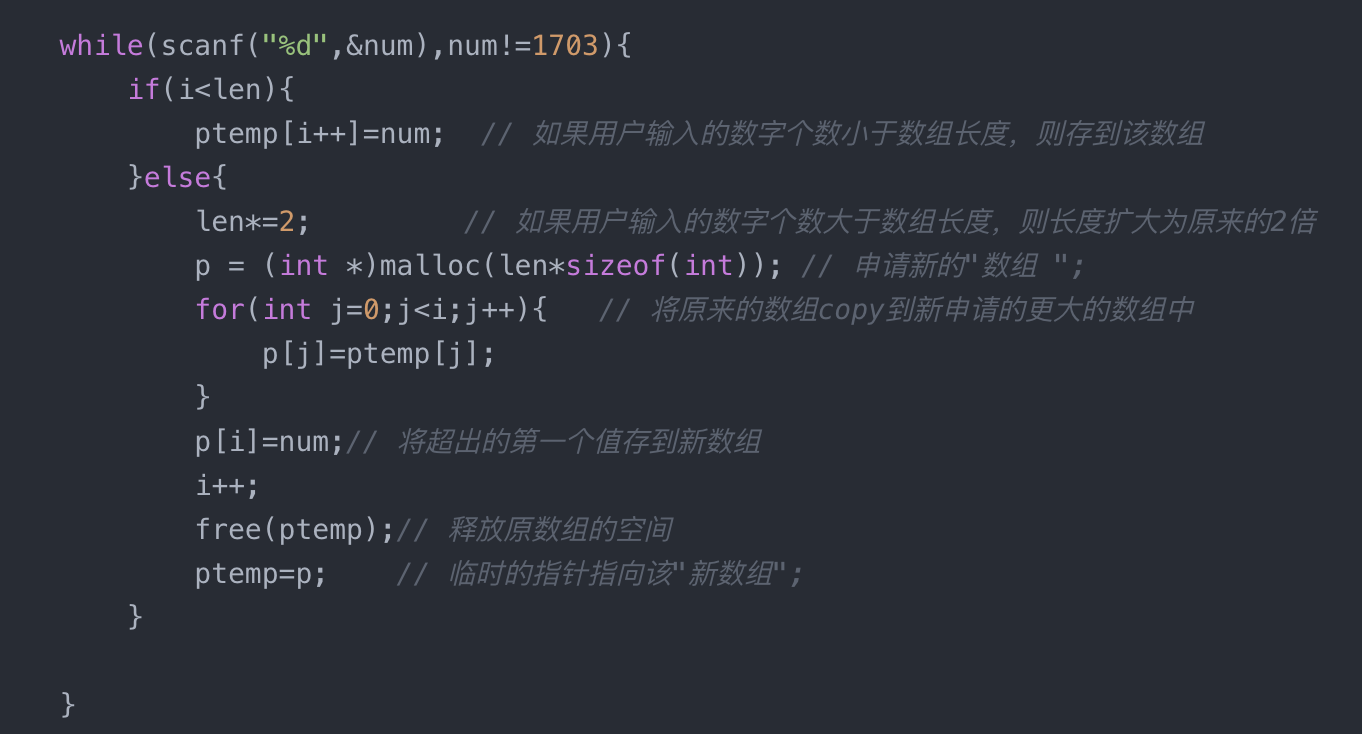 while(scanf("%d",&num),num!=1703){
    if(i<len){
        ptemp[i++]=num;  // 如果用户输入的数字个数小于数组长度，则存到该数组
    }else{
        len*=2;         // 如果用户输入的数字个数大于数组长度，则长度扩大为原来的2倍
        p = (int *)malloc(len*sizeof(int)); // 申请新的"数组 ";
        for(int j=0;j<i;j++){   // 将原来的数组copy到新申请的更大的数组中
            p[j]=ptemp[j];
        }
        p[i]=num;// 将超出的第一个值存到新数组
        i++;
        free(ptemp);// 释放原数组的空间
        ptemp=p;    // 临时的指针指向该"新数组";
    }
}